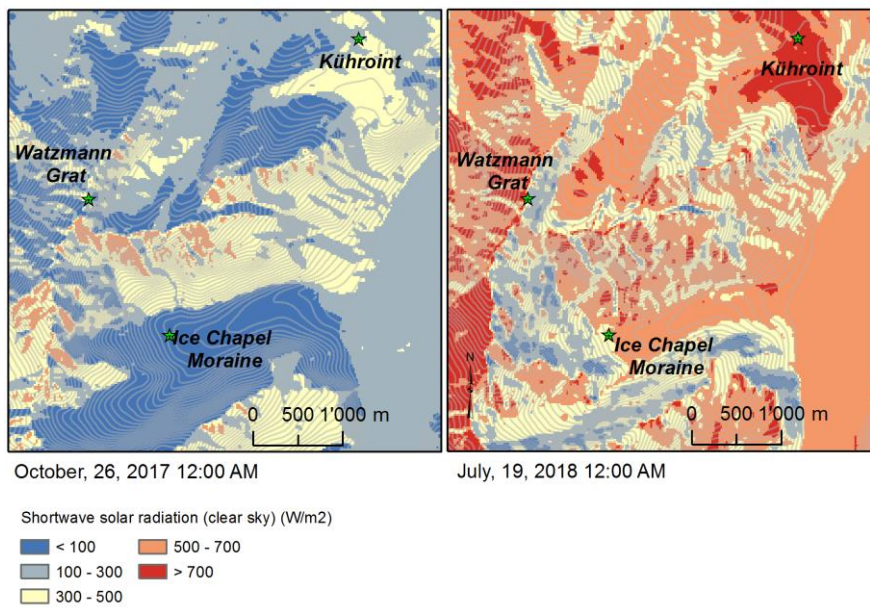 Kühroint
Watzmann
Grat
Ice Chapel
Moraine
0 500 1'000 m
Kühroint
Watzmann
Grat
N
Ice Chapel
Moraine
0 500 1'000 m
October, 26, 2017 12:00 AM
July, 19, 2018 12:00 AM
Shortwave solar radiation (clear sky) (W/m2)
< 100
500 - 700
100 - 300
> 700
300 - 500